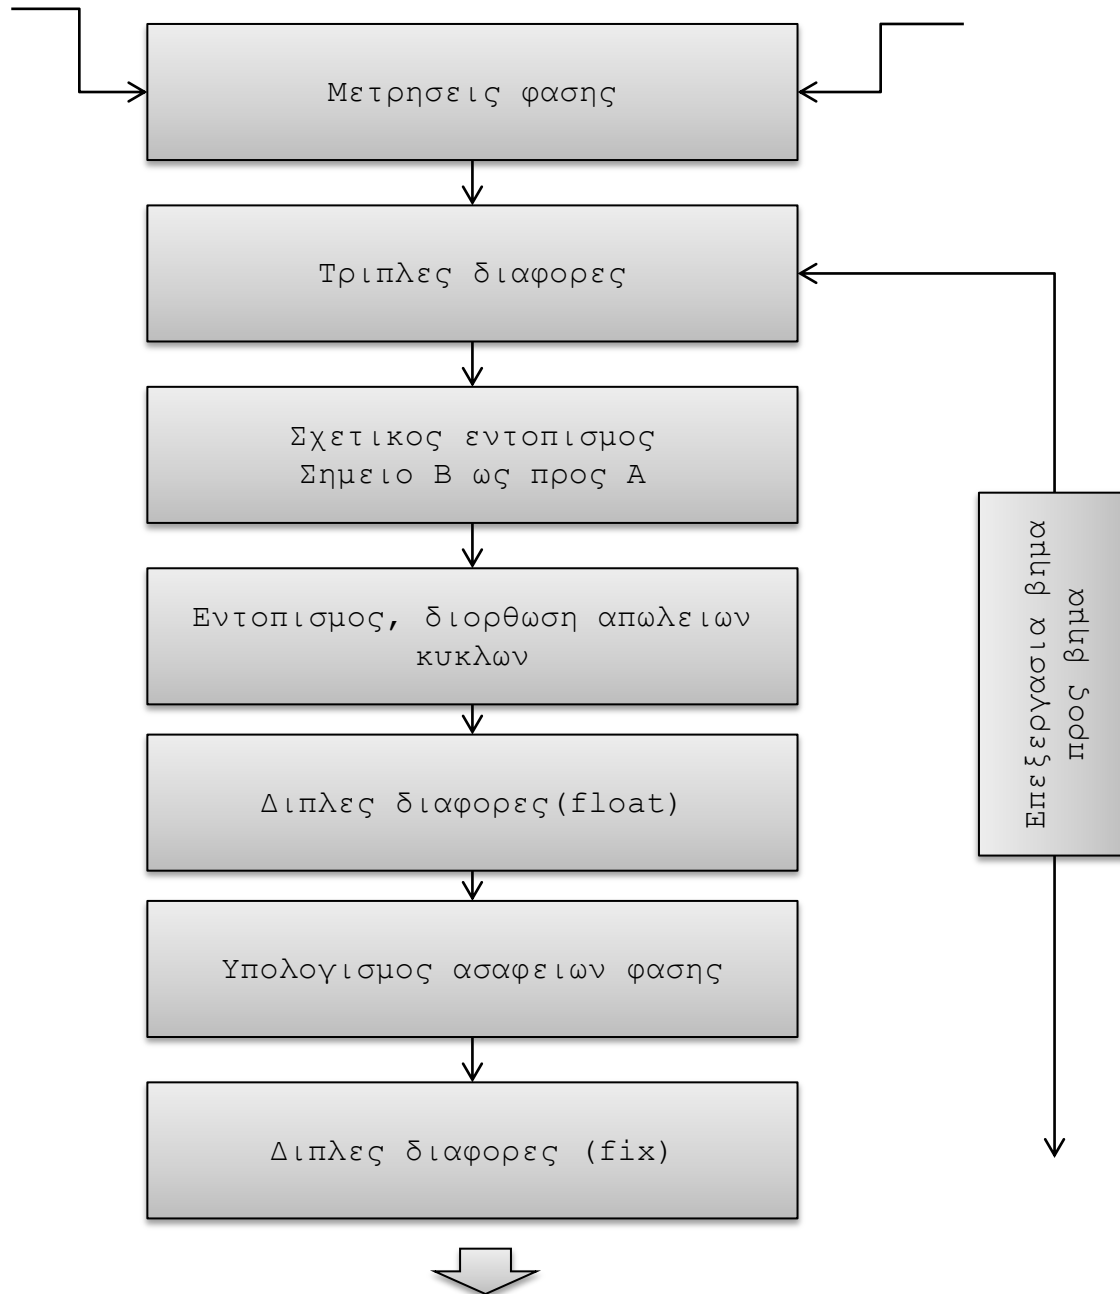 Μετρησεις φασης
Τριπλες διαφορες
Σχετικος εντοπισμος
Σημειο Β ως προς Α
Εντοπισμος, διορθωση απωλειων
κυκλων
Διπλες διαφορες(float)
Υπολογισμος ασαφειων φασης
Διπλες διαφορες (fix)
Επεξεργασια βημα
προς βημα